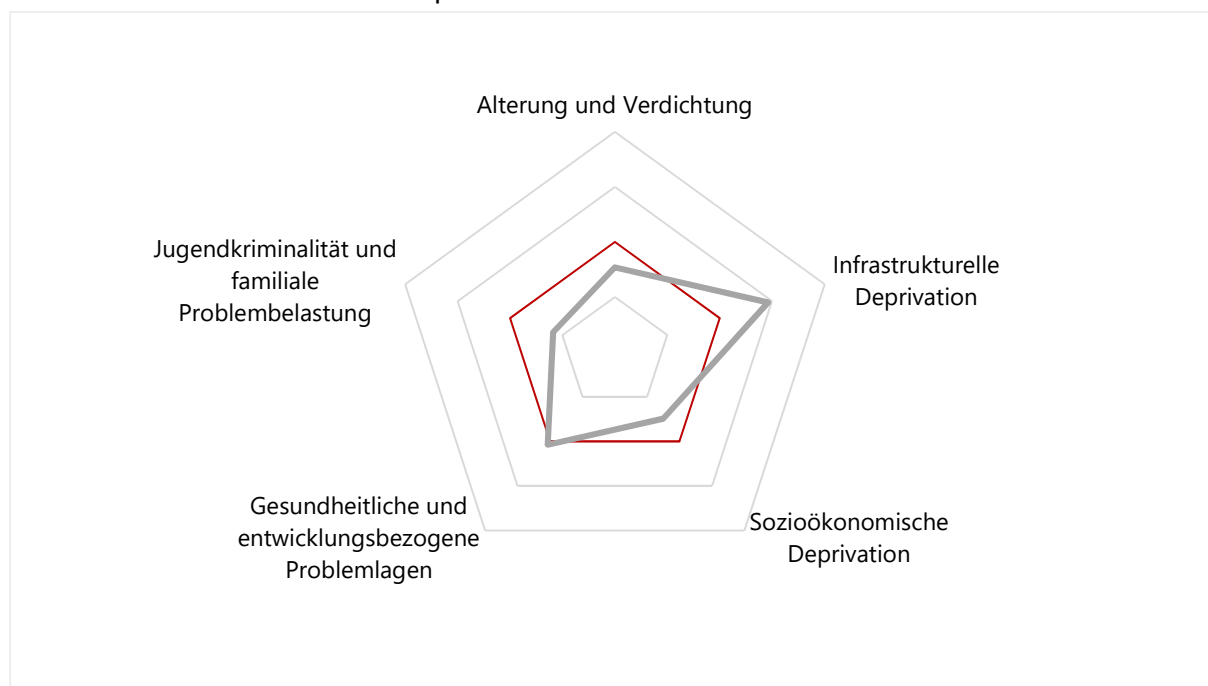 Alterung und Verdichtung
Infrastrukturelle
Deprivation
Sozioökonomische
Deprivation
Gesundheitliche und
entwicklungsbezogene
Problemlagen
Jugendkriminalität und
familiale
Problembelastung